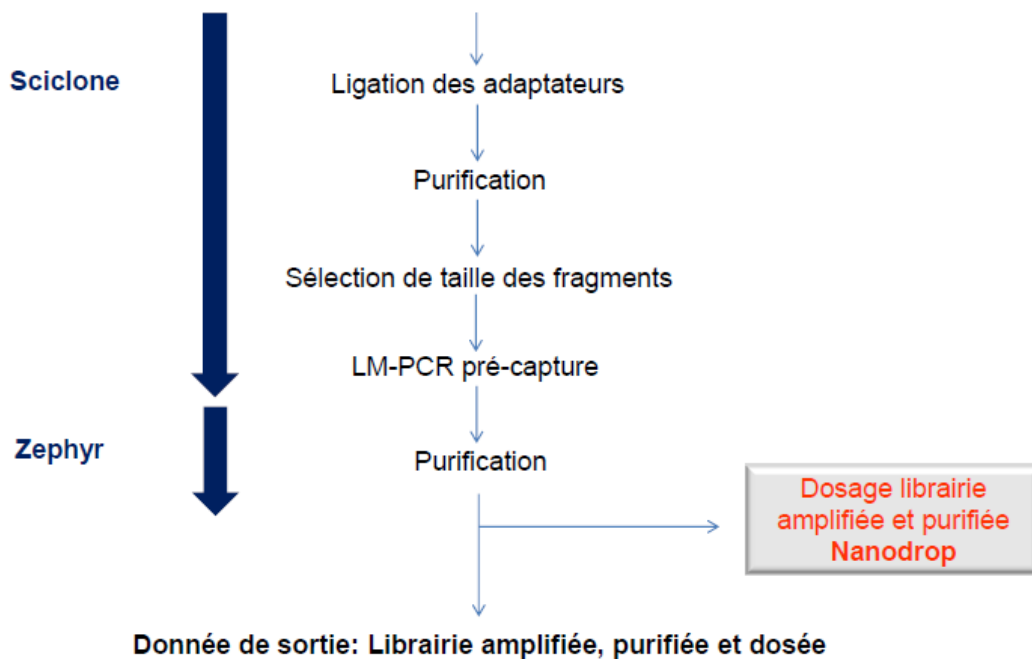 Sciclone
Ligation des adaptateurs
Purification
Sélection de taille des fragments
LM-PCR pré-capture
Zephyr
Purification
Dosage librairie
amplifiée et purifiée
Nanodrop
Donnée de sortie: Librairie amplifiée, purifiée et dosée